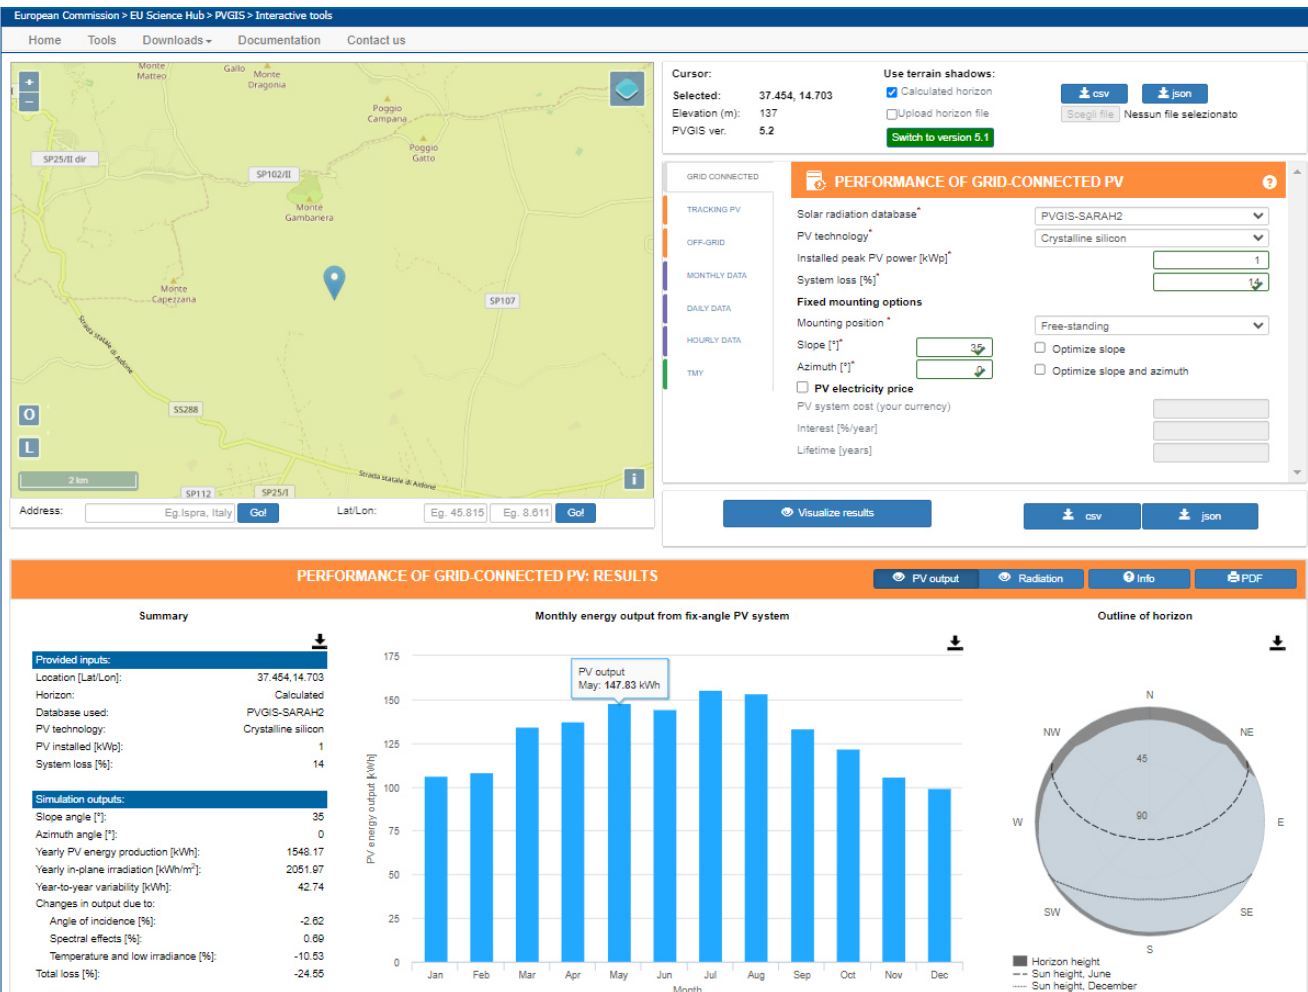 European Commission > EU Science Hub > PVGIS > Interactive tools
Home Tools Downloads Documentation Contact us
Monte Matteo
Gallo
Monte Dragonia
Poggio Campana
Poggio Gatto
SP25/II dir
SP102/II
Monte Gambanera
Monte Capezzana
SP107
Strada statale di Aidone
SS288
Strada statale di Aidone
SP112
SP25/I
+
−
O
L
i
2 km
Address: Eg.Ispra, Italy Go! Lat/Lon: Eg. 45.815 Eg. 8.611 Go!
Cursor:
Selected: 37.454, 14.703
Elevation (m): 137
PVGIS ver. 5.2
Use terrain shadows:
Calculated horizon
Upload horizon file
Switch to version 5.1
csv json
Scegli file Nessun file selezionato
GRID CONNECTED
TRACKING PV
OFF-GRID
MONTHLY DATA
DAILY DATA
HOURLY DATA
TMY
PERFORMANCE OF GRID-CONNECTED PV ?
Solar radiation database* PVGIS-SARAH2
PV technology* Crystalline silicon
Installed peak PV power [kWp]* 1
System loss [%]* 14
Fixed mounting options
Mounting position * Free-standing
Slope [°]* 35 Optimize slope
Azimuth [°]* 0 Optimize slope and azimuth
PV electricity price
PV system cost (your currency)
Interest [%/year]
Lifetime [years]
Visualize results csv json
PERFORMANCE OF GRID-CONNECTED PV: RESULTS PV output Radiation Info PDF
Summary
Provided inputs:
Location [Lat/Lon]: 37.454,14.703
Horizon: Calculated
Database used: PVGIS-SARAH2
PV technology: Crystalline silicon
PV installed [kWp]: 1
System loss [%]: 14
Simulation outputs:
Slope angle [°]: 35
Azimuth angle [°]: 0
Yearly PV energy production [kWh]: 1548.17
Yearly in-plane irradiation [kWh/m²]: 2051.97
Year-to-year variability [kWh]: 42.74
Changes in output due to:
Angle of incidence [%]: -2.62
Spectral effects [%]: 0.69
Temperature and low irradiance [%]: -10.53
Total loss [%]: -24.55
Monthly energy output from fix-angle PV system
PV output
May: 147.83 kWh
PV energy output [kWh]
175
150
125
100
75
50
25
0
Jan Feb Mar Apr May Jun Jul Aug Sep Oct Nov Dec
Month
Outline of horizon
N
NW NE
45
W 90 E
SW SE
S
Horizon height
Sun height, June
Sun height, December